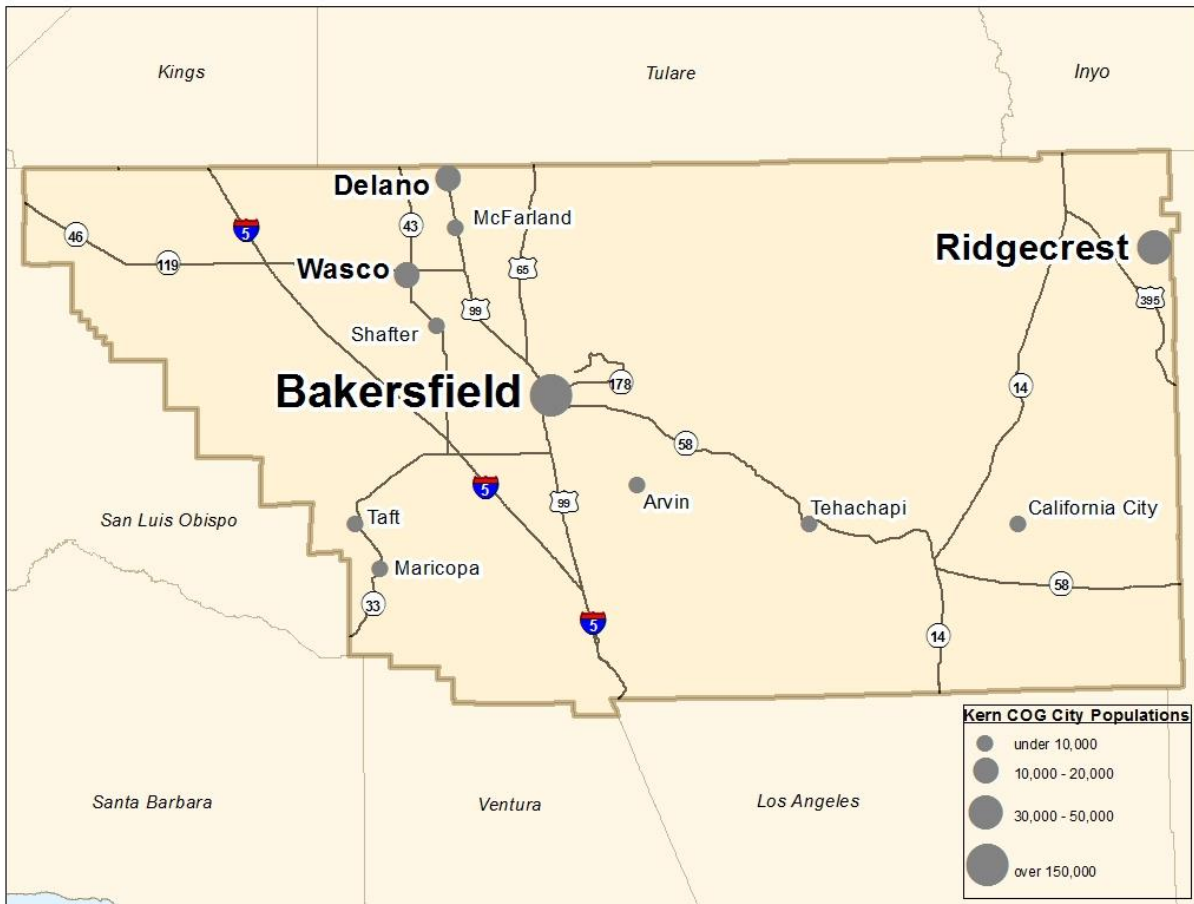 Kings
Tulare
Inyo
Delano
McFarland
46
5
43
119
Wasco
65
Ridgecrest
395
99
Shafter
Bakersfield
178
14
58
5
99
Arvin
Taft
Tehachapi
California City
San Luis Obispo
Maricopa
33
58
5
14
Kern COG City Populations
under 10,000
10,000 - 20,000
30,000 - 50,000
over 150,000
Santa Barbara
Ventura
Los Angeles